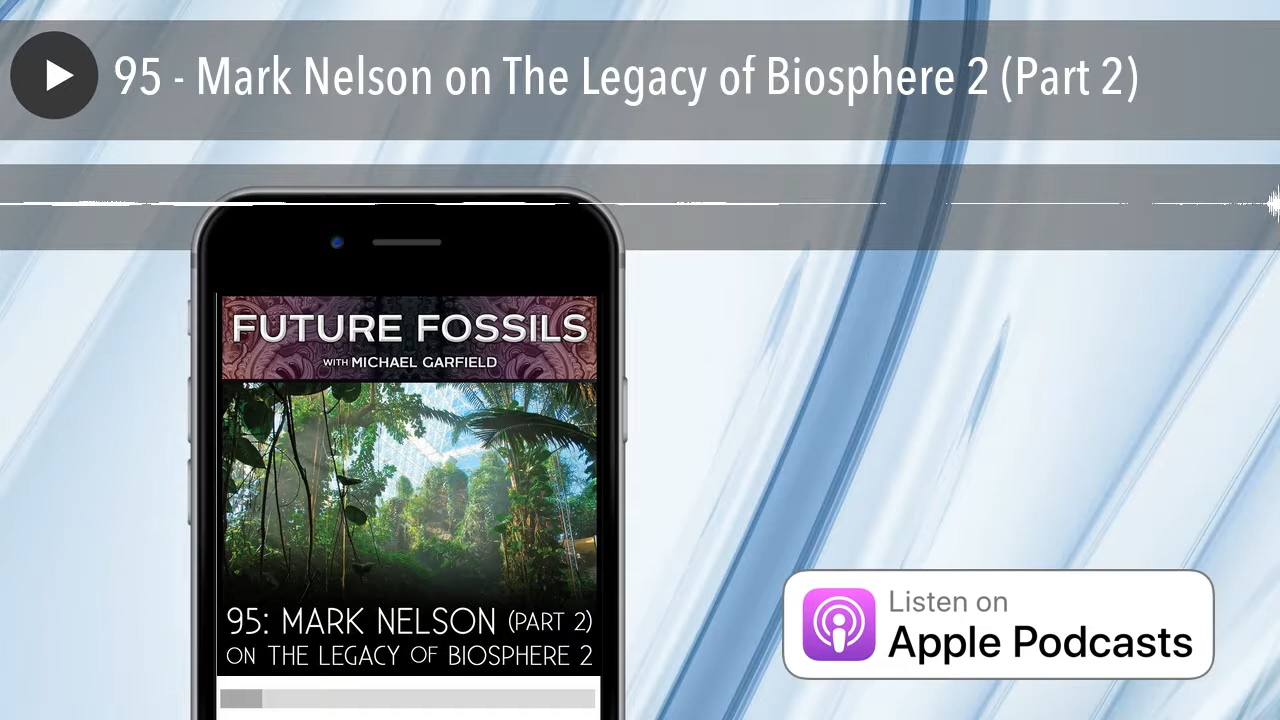 95 - Mark Nelson on The Legacy of Biosphere 2 (Part 2)
FUTURE FOSSILS
WITH MICHAEL GARFIELD
95: MARK NELSON (PART 2)
ON THE LEGACY OF BIOSPHERE 2
Listen on
Apple Podcasts